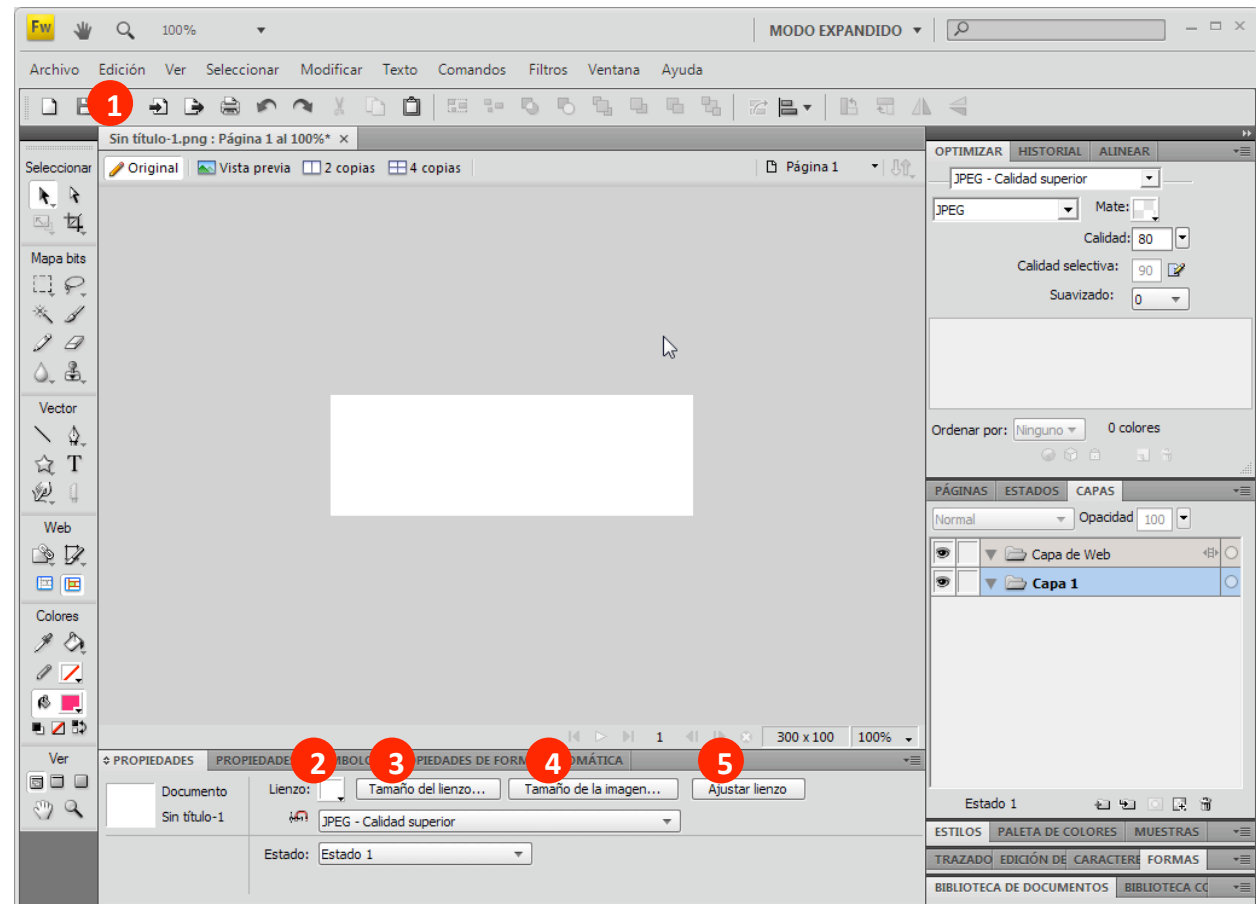 Fw 100% MODO EXPANDIDO
Archivo Edición Ver Seleccionar Modificar Texto Comandos Filtros Ventana Ayuda
1
Sin título-1.png : Página 1 al 100%* ×
Seleccionar
Original Vista previa 2 copias 4 copias Página 1
Mapa bits
Vector
T
Web
Colores
Ver
1 300 x 100 100%
PROPIEDADES
2 3 4 5
Documento
Sin título-1
Lienzo: Tamaño del lienzo... Tamaño de la imagen... Ajustar lienzo
JPEG - Calidad superior
Estado: Estado 1
OPTIMIZAR HISTORIAL ALINEAR
JPEG - Calidad superior
JPEG Mate:
Calidad: 80
Calidad selectiva: 90
Suavizado: 0
Ordenar por: Ninguno 0 colores
PÁGINAS ESTADOS CAPAS
Normal Opacidad 100
Capa de Web
Capa 1
Estado 1
ESTILOS PALETA DE COLORES MUESTRAS
TRAZADO EDICIÓN DE CARACTERE FORMAS
BIBLIOTECA DE DOCUMENTOS BIBLIOTECA